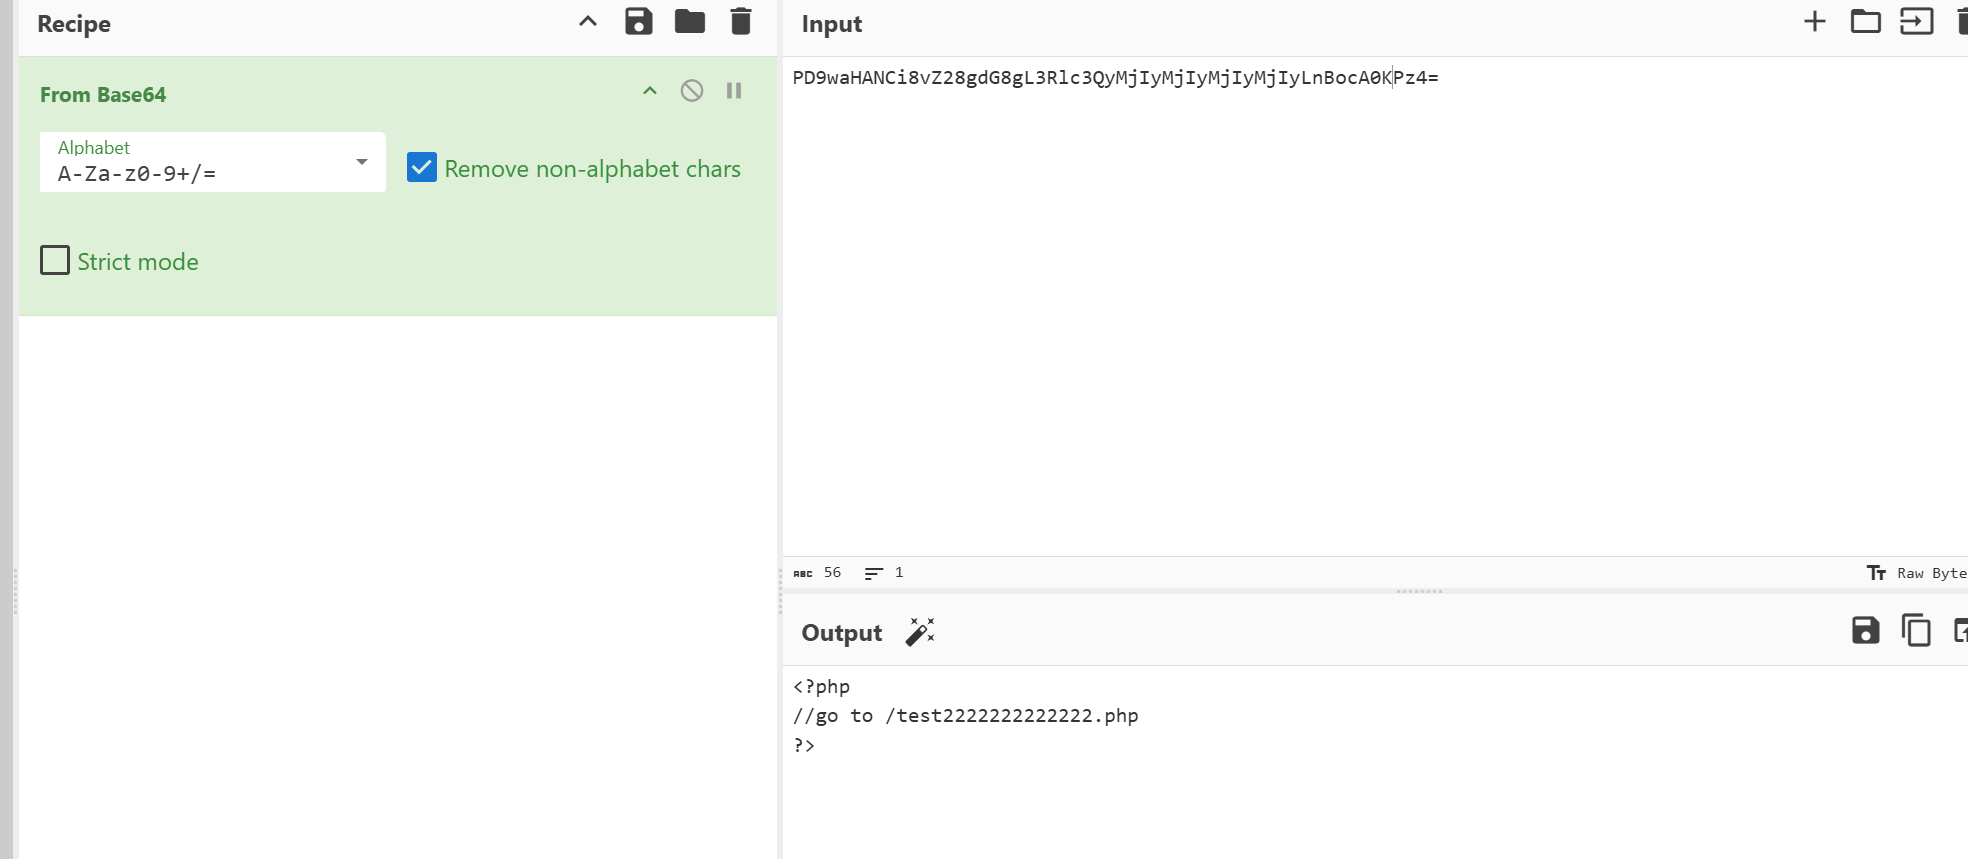 Recipe
From Base64
Alphabet
A-Za-z0-9+/=
Remove non-alphabet chars
Strict mode
Input
PD9waHANCi8vZ28gdG8gL3Rlc3QyMjIyMjIyMjIyMjIyLnBocA0KPz4=
ABC 56
1
Tт Raw Byte
Output
<?php
//go to /test2222222222222.php
?>